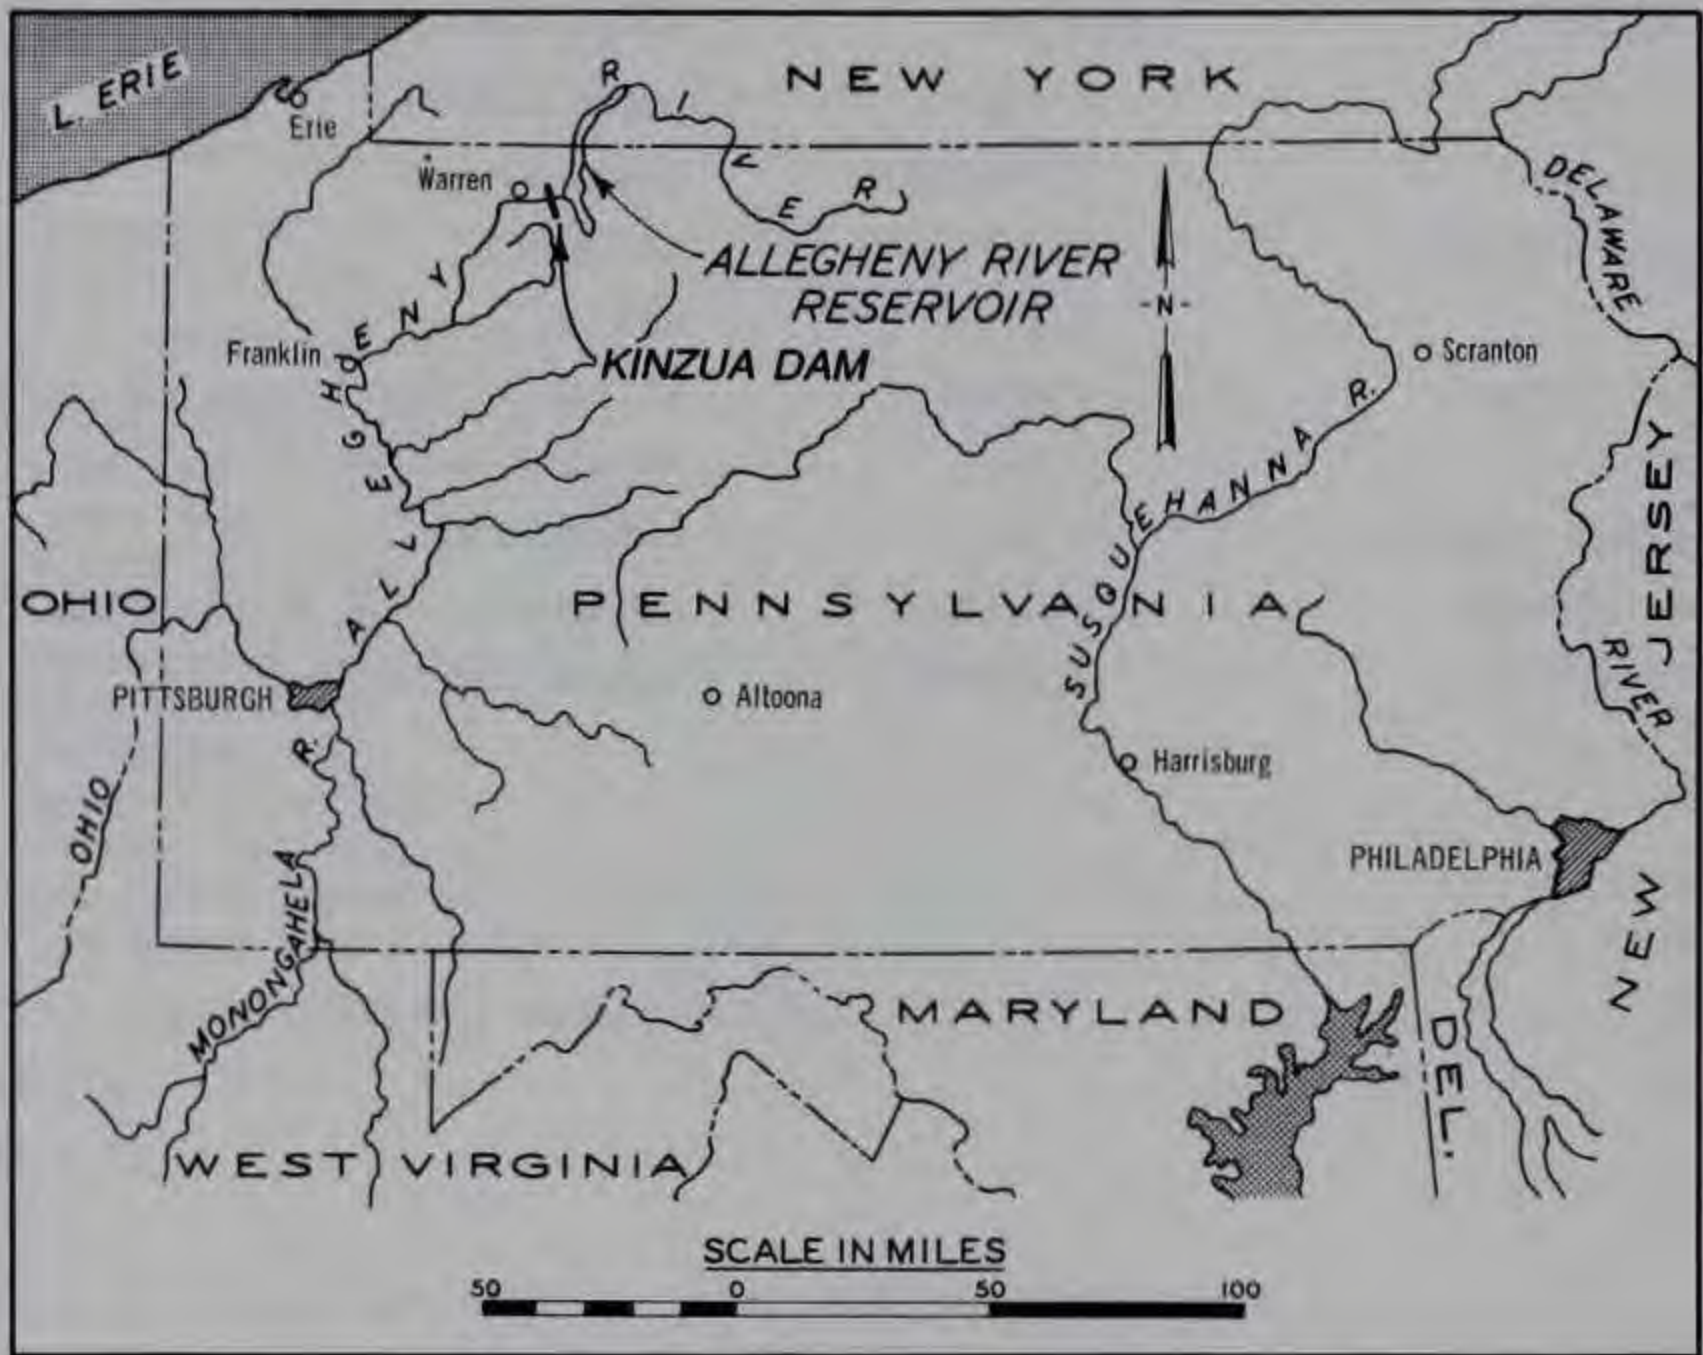 L. ERIE
Erie
NEW YORK
Warren
ALLEGHENY RIVER
ALLEGHENY RIVER
RESERVOIR
KINZUA DAM
Franklin
-N-
DELAWARE
RIVER
Scranton
SUSQUEHANNA R.
NEW JERSEY
OHIO
PENNSYLVANIA
PITTSBURGH
Altoona
Harrisburg
PHILADELPHIA
OHIO
MONONGAHELA R.
MARYLAND
DEL.
WEST VIRGINIA
SCALE IN MILES
50 0 50 100